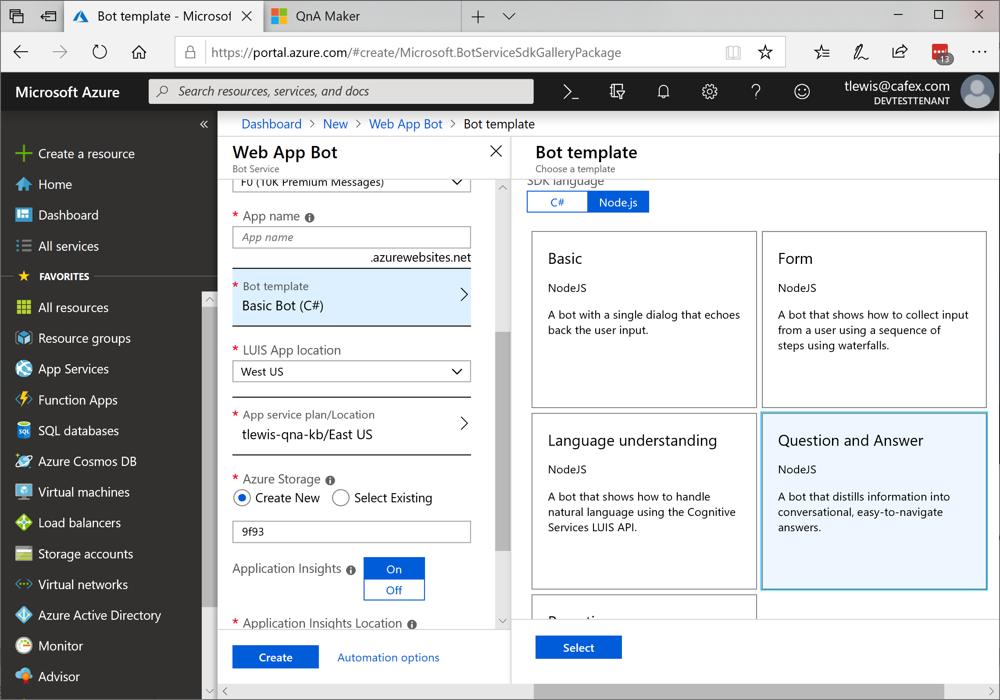 Bot template - Microsof
QnA Maker
https://portal.azure.com/#create/Microsoft.BotServiceSdkGalleryPackage
13
Microsoft Azure
Search resources, services, and docs
tlewis@cafex.com
DEVTESTTENANT
Create a resource
Home
Dashboard
All services
FAVORITES
All resources
Resource groups
App Services
Function Apps
SQL
SQL databases
Azure Cosmos DB
Virtual machines
Load balancers
Storage accounts
Virtual networks
Azure Active Directory
Monitor
Advisor
Dashboard > New > Web App Bot > Bot template
Web App Bot
Bot Service
F0 (10K Premium Messages)
* App name
App name
.azurewebsites.net
* Bot template
Basic Bot (C#)
* LUIS App location
West US
* App service plan/Location
tlewis-qna-kb/East US
* Azure Storage
Create New
Select Existing
9f93
Application Insights
On
Off
* Application Insights Location
Create
Automation options
Bot template
Choose a template
SDK language
C#
Node.js
Basic
NodeJS
A bot with a single dialog that echoes
back the user input.
Form
NodeJS
A bot that shows how to collect input
from a user using a sequence of
steps using waterfalls.
Language understanding
NodeJS
A bot that shows how to handle
natural language using the Cognitive
Services LUIS API.
Question and Answer
NodeJS
A bot that distills information into
conversational, easy-to-navigate
answers.
Select